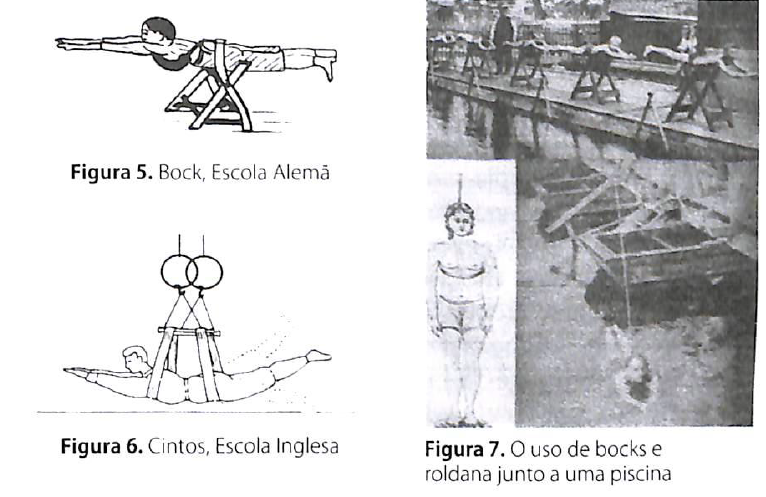 Figura 5. Bock, Escola Alemã
Figura 6. Cintos, Escola Inglesa
Figura 7. O uso de bocks e
roldana junto a uma piscina